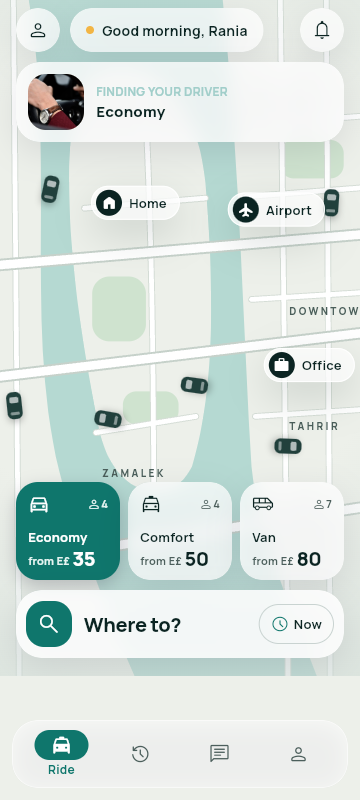 Good morning, Rania
FINDING YOUR DRIVER
Economy
Home
Airport
DOWNTOW
Office
TAHRIR
ZAMALEK
4
Economy
from E£ 35
4
Comfort
from E£ 50
7
Van
from E£ 80
Where to?
Now
Ride